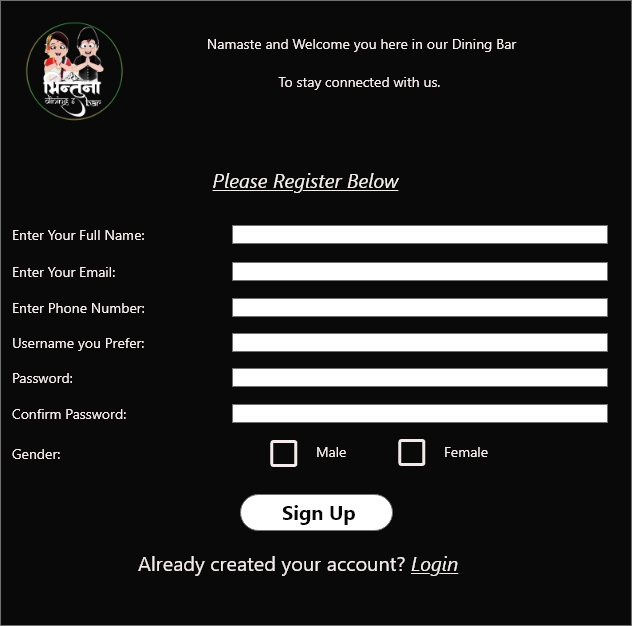 भिन्तुना
dining & bar
Namaste and Welcome you here in our Dining Bar
To stay connected with us.
Please Register Below
Enter Your Full Name:
Enter Your Email:
Enter Phone Number:
Username you Prefer:
Password:
Confirm Password:
Gender:
Male
Female
Sign Up
Already created your account? Login